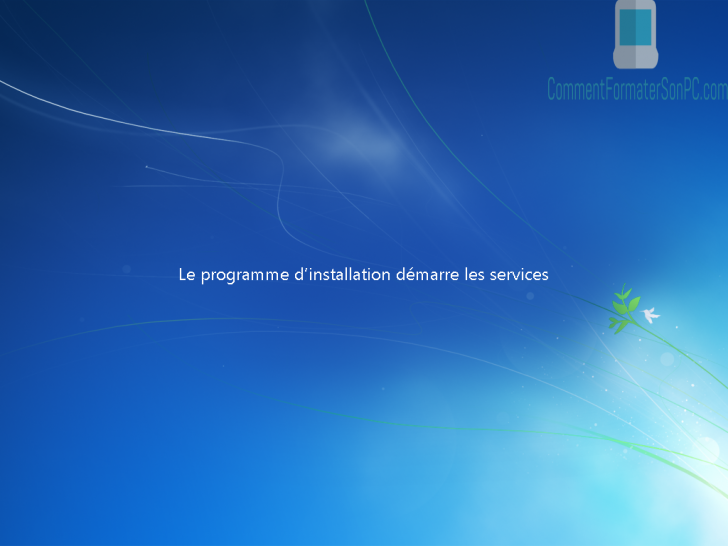 CommentFormaterSonPC.com
Le programme d'installation démarre les services